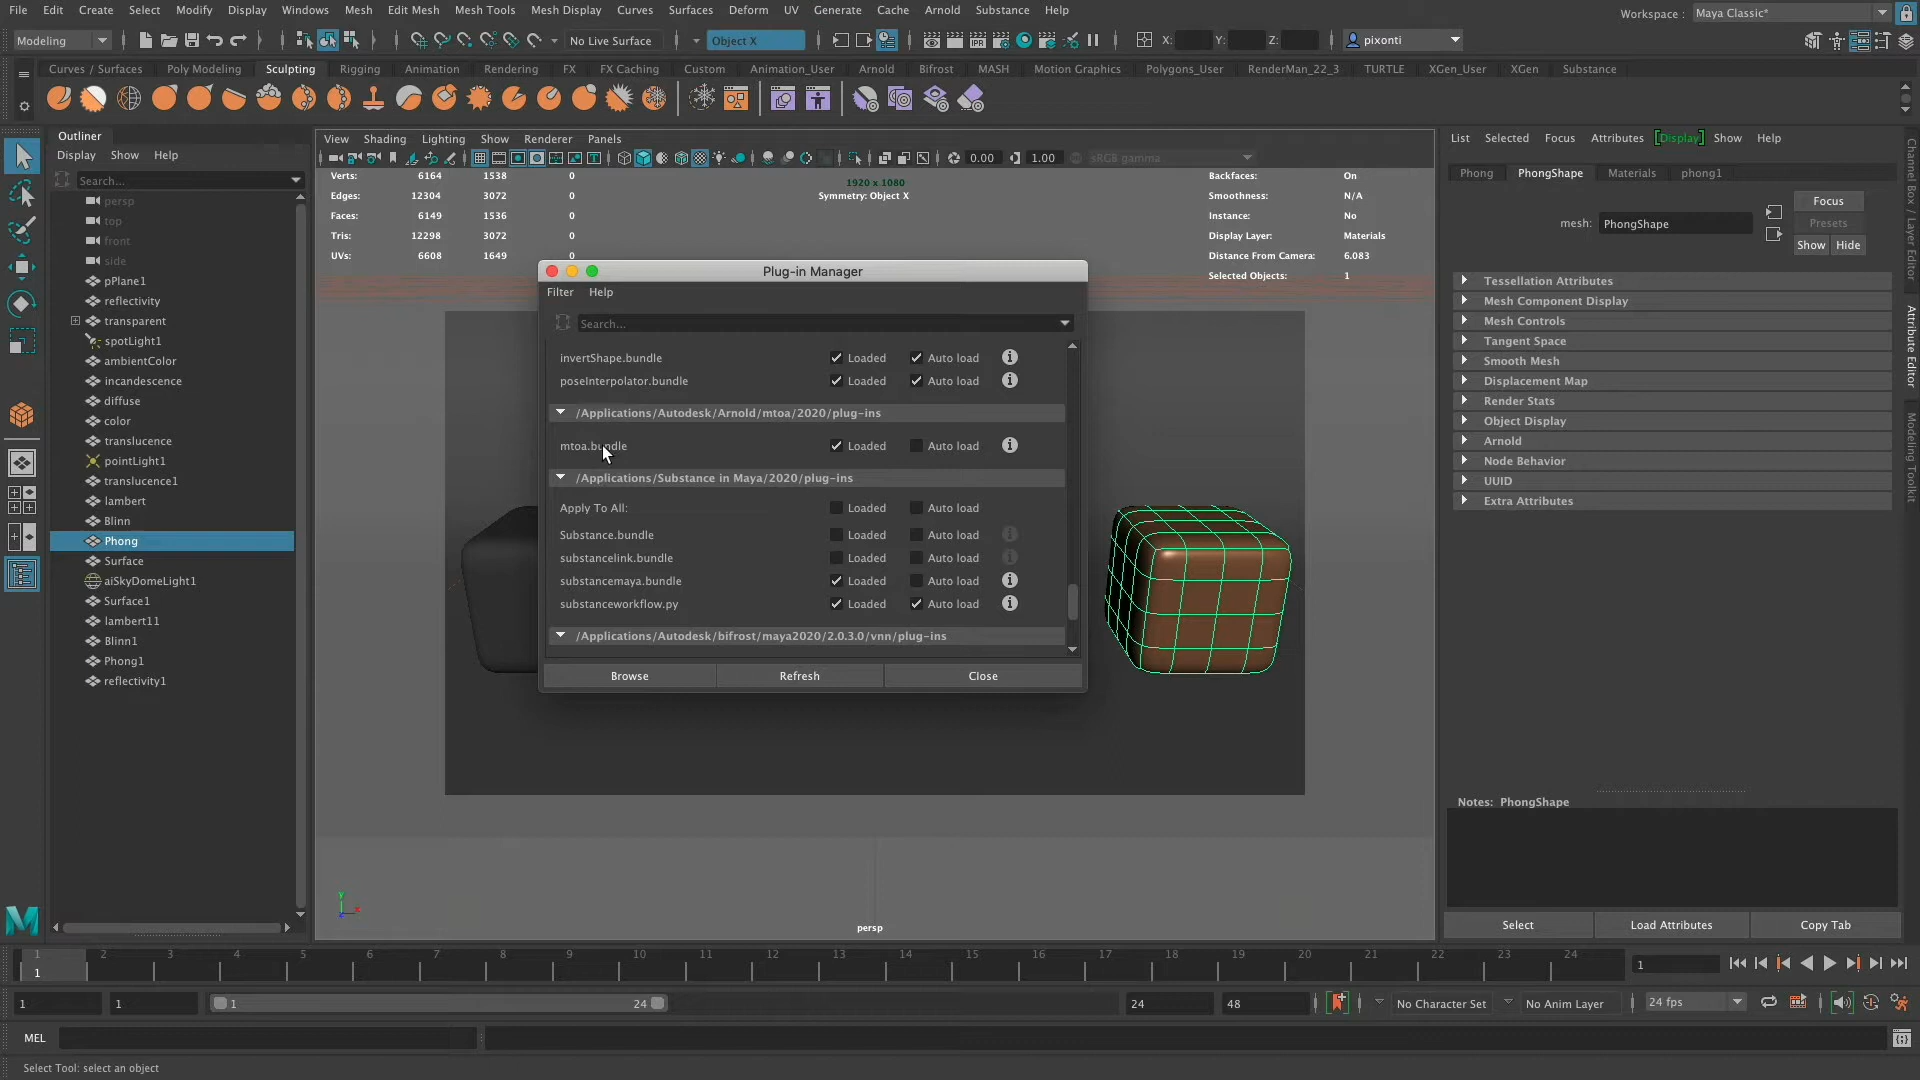 File Edit Create Select Modify Display Windows Mesh Edit Mesh Mesh Tools Mesh Display Curves Surfaces Deform UV Generate Cache Arnold Substance Help
Workspace : Maya Classic*
Modeling No Live Surface Object X X: Y: Z: pixonti
Curves / Surfaces Poly Modeling Sculpting Rigging Animation Rendering FX FX Caching Custom Animation_User Arnold Bifrost MASH Motion Graphics Polygons_User RenderMan_22_3 TURTLE XGen_User XGen Substance
Outliner
Display Show Help
Search...
persp
top
front
side
pPlane1
reflectivity
transparent
spotLight1
ambientColor
incandescence
diffuse
color
translucence
pointLight1
translucence1
lambert
Blinn
Phong
Surface
aiSkyDomeLight1
Surface1
lambert11
Blinn1
Phong1
reflectivity1
View Shading Lighting Show Renderer Panels
0.00 1.00 sRGB gamma
Verts: 6164 1538 0
Edges: 12304 3072 0
Faces: 6149 1536 0
Tris: 12298 3072 0
UVs: 6608 1649 0
1920 x 1080
Symmetry: Object X
Backfaces: On
Smoothness: N/A
Instance: No
Display Layer: Materials
Distance From Camera: 6.083
Selected Objects: 1
Plug-in Manager
Filter Help
Search...
invertShape.bundle Loaded Auto load
poseInterpolator.bundle Loaded Auto load
/Applications/Autodesk/Arnold/mtoa/2020/plug-ins
mtoa.bundle Loaded Auto load
/Applications/Substance in Maya/2020/plug-ins
Apply To All: Loaded Auto load
Substance.bundle Loaded Auto load
substancelink.bundle Loaded Auto load
substancemaya.bundle Loaded Auto load
substanceworkflow.py Loaded Auto load
/Applications/Autodesk/bifrost/maya2020/2.0.3.0/vnn/plug-ins
Browse Refresh Close
persp
List Selected Focus Attributes Display Show Help
Phong PhongShape Materials phong1
mesh: PhongShape
Focus
Presets
Show Hide
Tessellation Attributes
Mesh Component Display
Mesh Controls
Tangent Space
Smooth Mesh
Displacement Map
Render Stats
Object Display
Arnold
Node Behavior
UUID
Extra Attributes
Notes: PhongShape
Select Load Attributes Copy Tab
Channel Box / Layer Editor
Attribute Editor
Modeling Toolkit
1 2 3 4 5 6 7 8 9 10 11 12 13 14 15 16 17 18 19 20 21 22 23 24
1 1
1 1 1 24 24 48 No Character Set No Anim Layer 24 fps
MEL
Select Tool: select an object